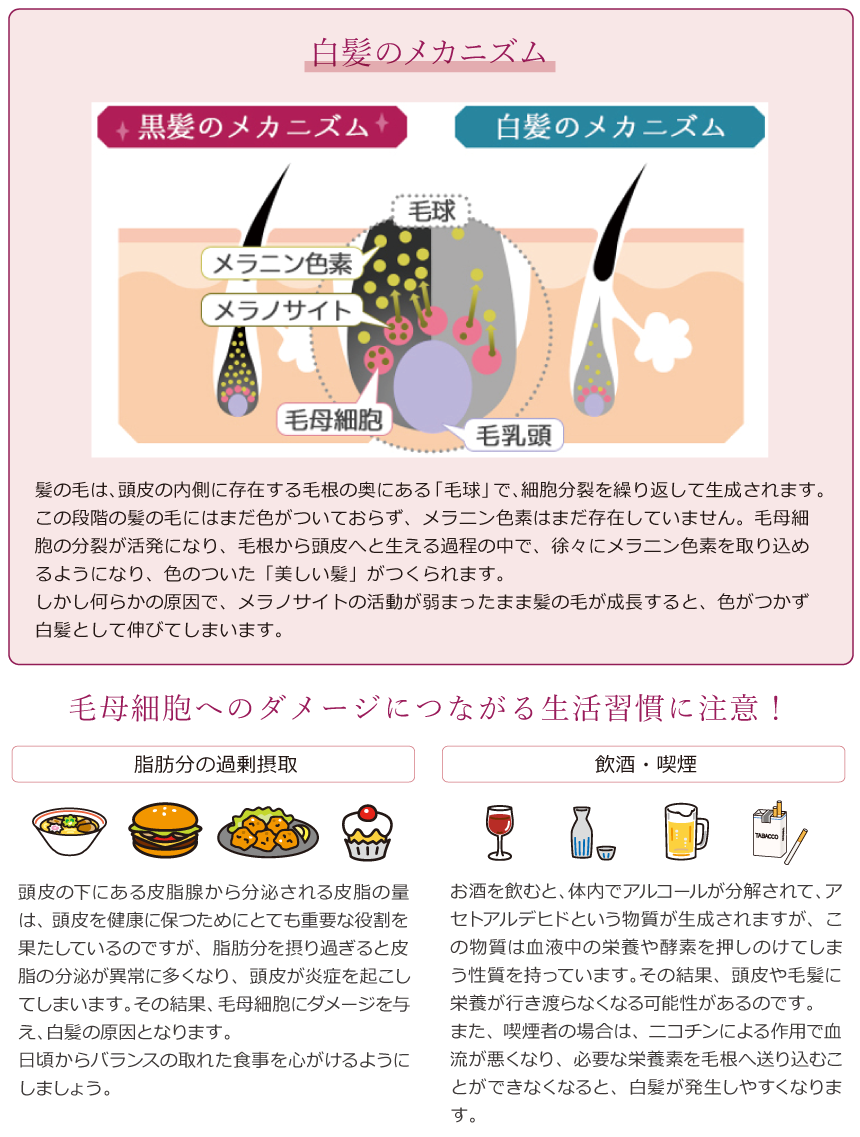 白髪のメカニズム
黒髪のメカニズム
白髪のメカニズム
毛球
メラニン色素
メラノサイト
毛母細胞
毛乳頭
髪の毛は、頭皮の内側に存在する毛根の奥にある「毛球」で、細胞分裂を繰り返して生成されます。
この段階の髪の毛にはまだ色がついておらず、メラニン色素はまだ存在していません。毛母細
胞の分裂が活発になり、毛根から頭皮へと生える過程の中で、徐々にメラニン色素を取り込め
るようになり、色のついた「美しい髪」がつくられます。
しかし何らかの原因で、メラノサイトの活動が弱まったまま髪の毛が成長すると、色がつかず
白髪として伸びてしまいます。
毛母細胞へのダメージにつながる生活習慣に注意！
脂肪分の過剰摂取
頭皮の下にある皮脂腺から分泌される皮脂の量
は、頭皮を健康に保つためにとても重要な役割を
果たしているのですが、脂肪分を摂り過ぎると皮
脂の分泌が異常に多くなり、頭皮が炎症を起こし
てしまいます。その結果、毛母細胞にダメージを与
え、白髪の原因となります。
日頃からバランスの取れた食事を心がけるように
しましょう。
飲酒・喫煙
TABACCO
お酒を飲むと、体内でアルコールが分解されて、ア
セトアルデヒドという物質が生成されますが、こ
の物質は血液中の栄養や酵素を押しのけてしま
う性質を持っています。その結果、頭皮や毛髪に
栄養が行き渡らなくなる可能性があるのです。
また、喫煙者の場合は、ニコチンによる作用で血
流が悪くなり、必要な栄養素を毛根へ送り込むこ
とができなくなると、白髪が発生しやすくなりま
す。